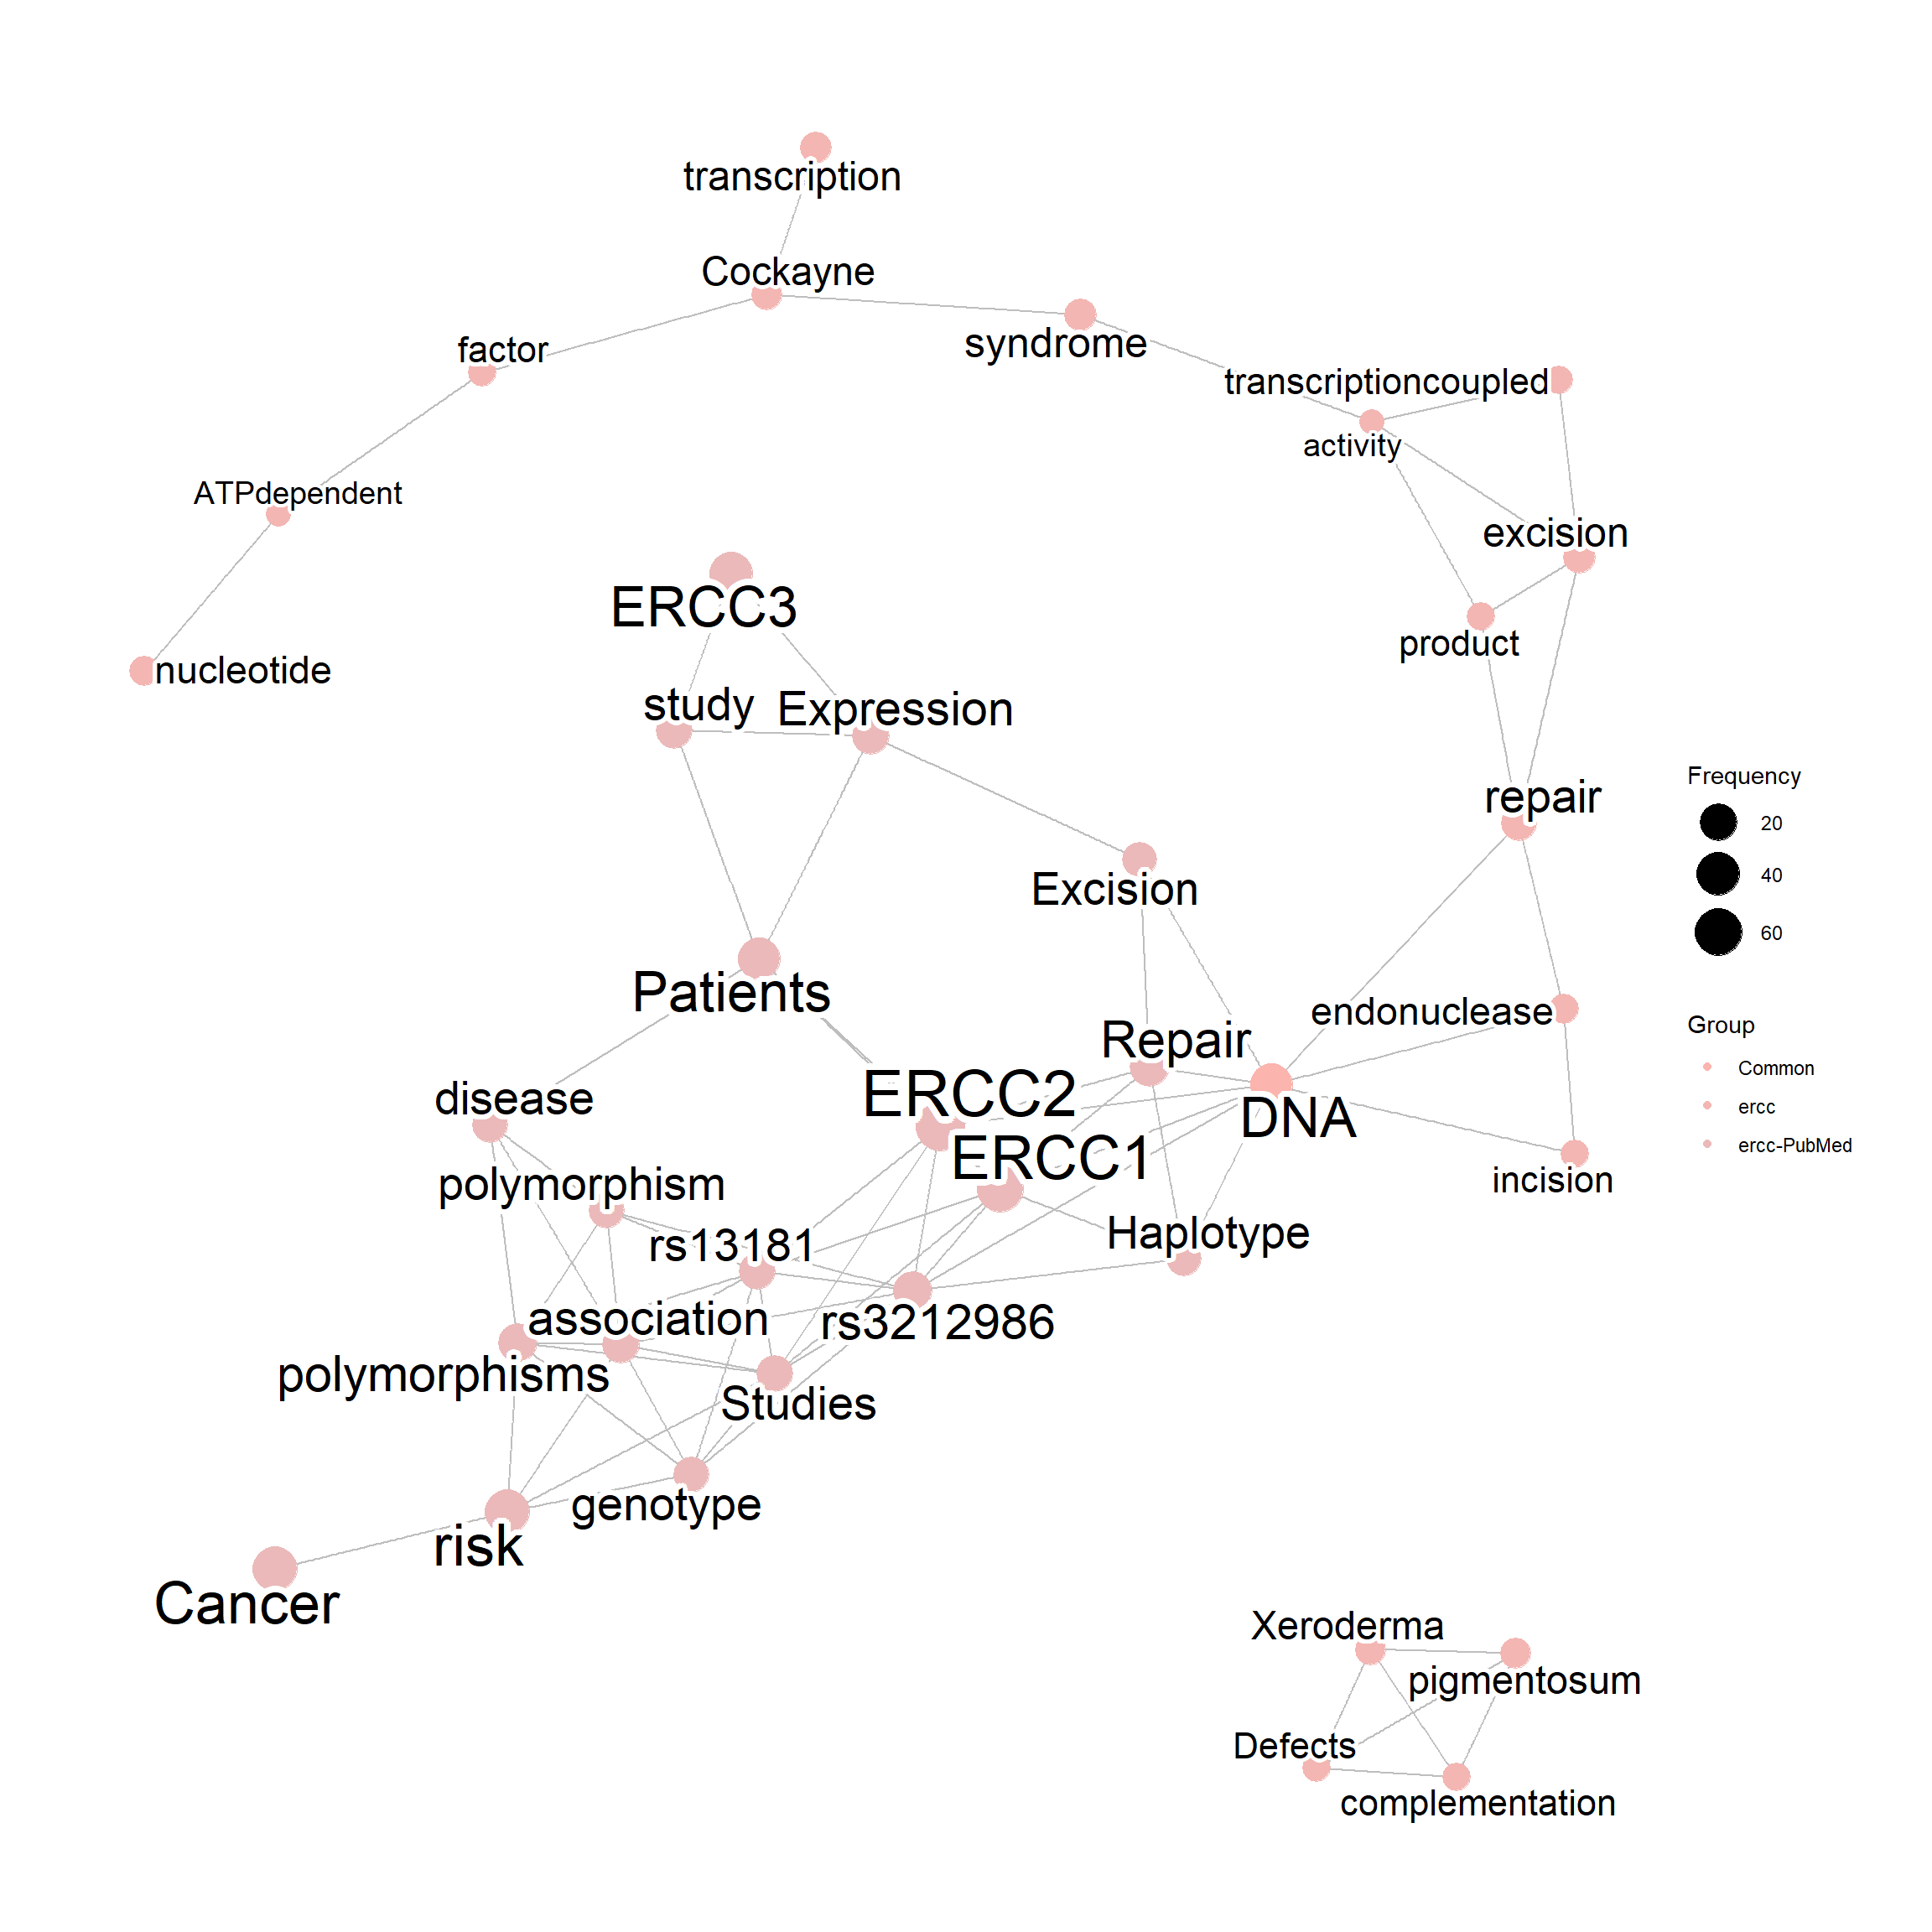 transcription
Cockayne
syndrome
factor
transcriptioncoupled
activity
ATPdependent
excision
ERCC3
product
nucleotide
study
Expression
Frequency
repair
20
40
Excision
60
Patients
endonuclease
Group
Repair
Common
ERCC2
disease
DNA
ercc
ERCC1
ercc-PubMed
polymorphism
incision
rs13181
Haplotype
association
rs3212986
polymorphisms
Studies
genotype
risk
Cancer
Xeroderma
pigmentosum
Defects
complementation